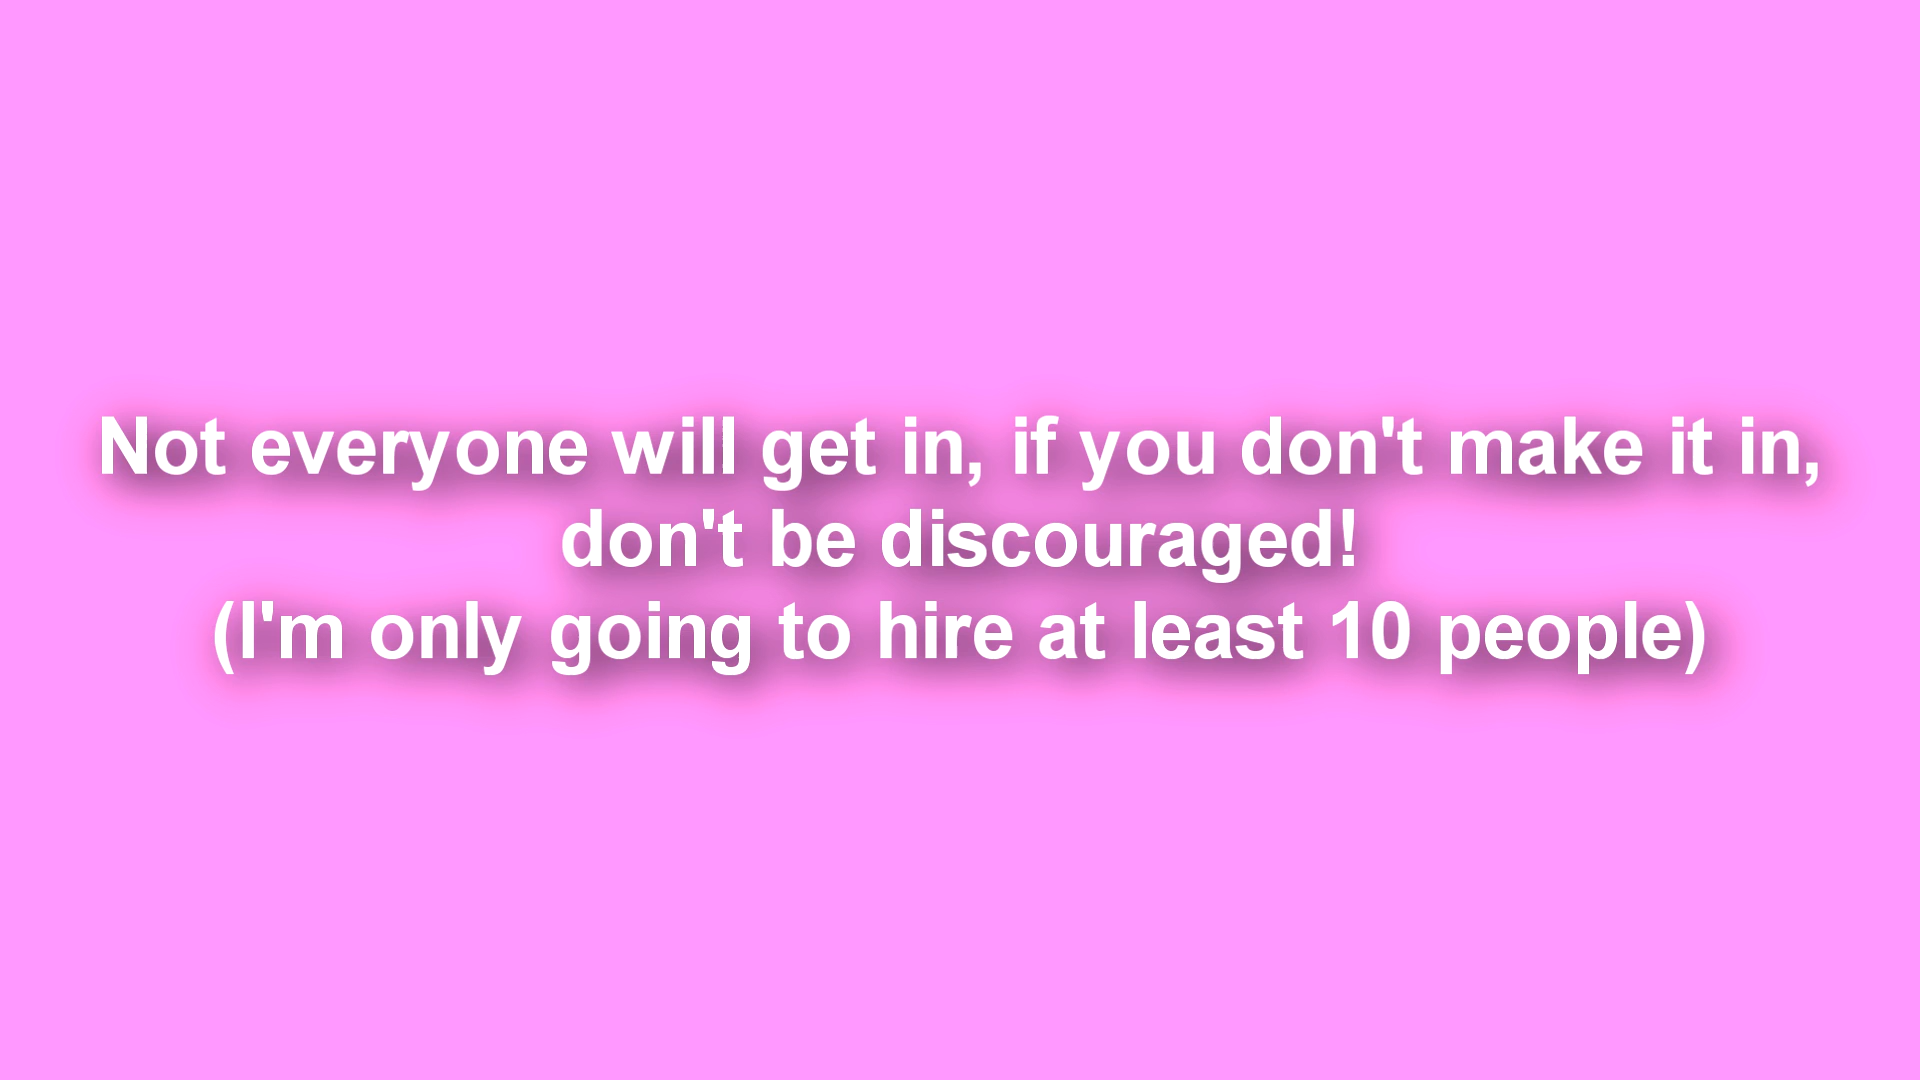 Not everyone will get in, if you don't make it in,
don't be discouraged!
(I'm only going to hire at least 10 people)